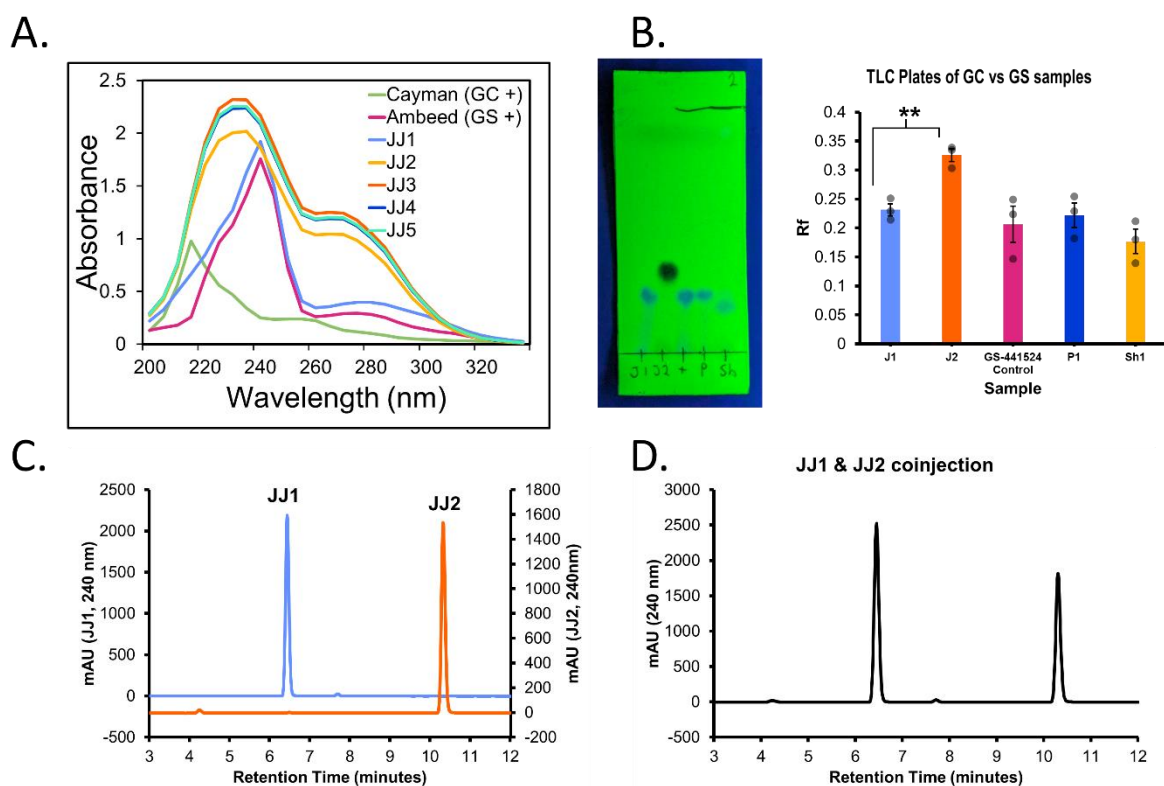 A.
Absorbance
2.5
2
1.5
1
0.5
0
200 220 240 260 280 300 320
Wavelength (nm)
Cayman (GC +)
Ambeed (GS +)
JJ1
JJ2
JJ3
JJ4
JJ5
B.
2
J1 J2 + P Sh
TLC Plates of GC vs GS samples
**
Rf
0.4
0.35
0.3
0.25
0.2
0.15
0.1
0.05
0
J1 J2 GS-441524 P1 Sh1
Control
Sample
C.
JJ1 JJ2
mAU (JJ1, 240 nm)
2500
2000
1500
1000
500
0
-500
1800
1600
1400
1200
1000
800
600
400
200
0
-200
mAU (JJ2, 240nm)
3 4 5 6 7 8 9 10 11 12
Retention Time (minutes)
D.
JJ1 & JJ2 coinjection
mAU (240 nm)
3000
2500
2000
1500
1000
500
0
-500
3 4 5 6 7 8 9 10 11 12
Retention Time (minutes)